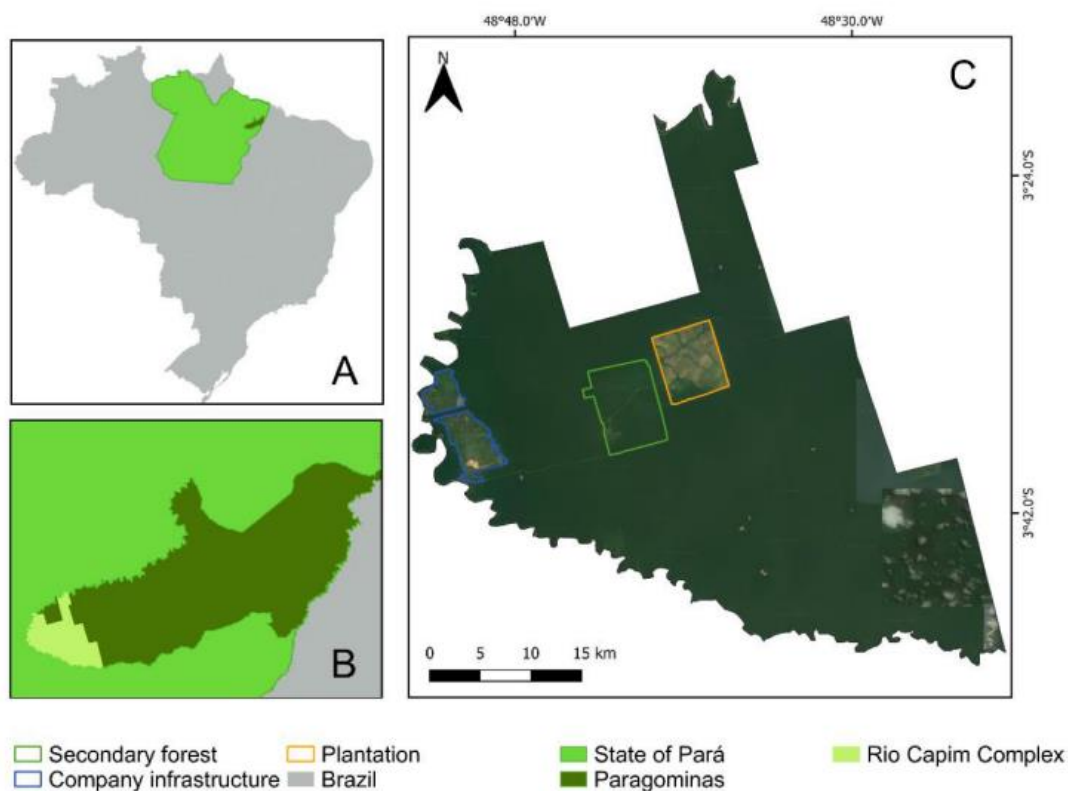 48°48.0'W 48°30.0'W
N
C
3°24.0'S
A
3°42.0'S
B
0 5 10 15 km
Secondary forest Plantation State of Pará Rio Capim Complex
Company infrastructure Brazil Paragominas